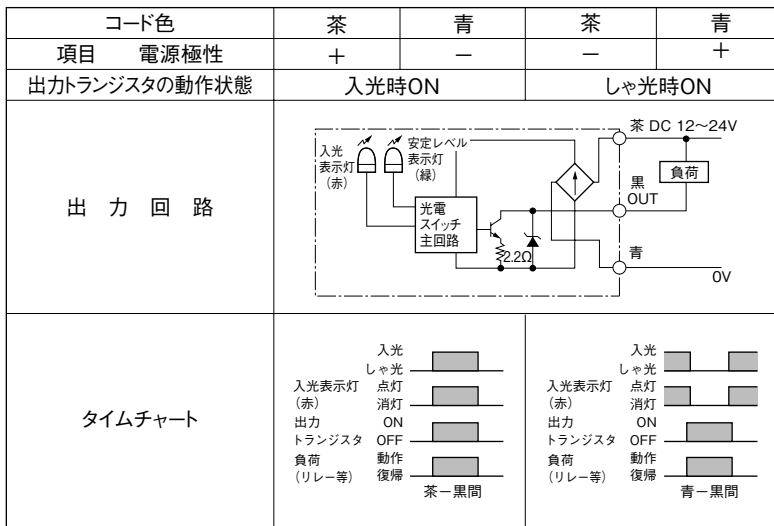 コード色 茶 青 茶 青
項目 電源極性 + − − +
出力トランジスタの動作状態 入光時ON しゃ光時ON
出力回路
入光
表示灯
(赤)
安定レベル
表示灯
(緑)
光電
スイッチ
主回路
2.2Ω
茶 DC 12〜24V
負荷
黒
OUT
青
0V
タイムチャート
入光
しゃ光
入光表示灯 点灯
(赤) 消灯
出力 ON
トランジスタ OFF
負荷 動作
(リレー等) 復帰
茶−黒間
入光
しゃ光
入光表示灯 点灯
(赤) 消灯
出力 ON
トランジスタ OFF
負荷 動作
(リレー等) 復帰
青−黒間